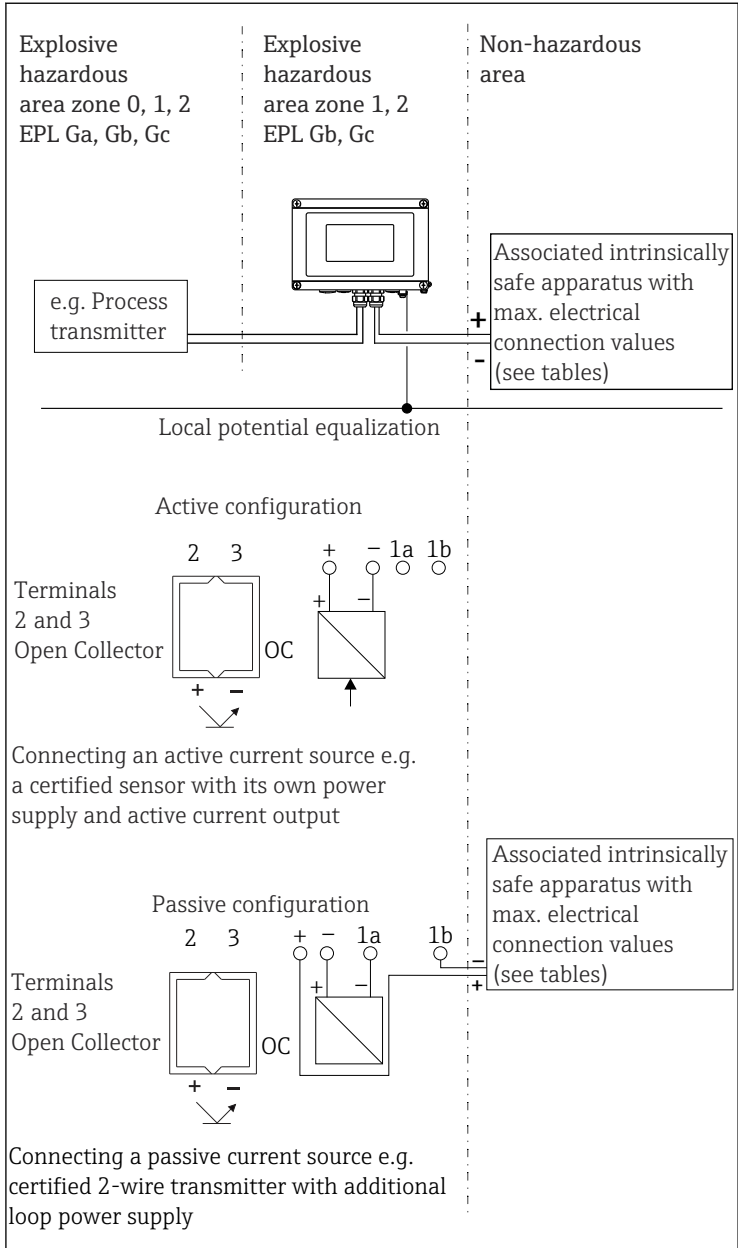 Explosive
hazardous
area zone 0, 1, 2
EPL Ga, Gb, Gc
Explosive
hazardous
area zone 1, 2
EPL Gb, Gc
Non-hazardous
area
e.g. Process
transmitter
+
-
Associated intrinsically
safe apparatus with
max. electrical
connection values
(see tables)
Local potential equalization
Active configuration
2 3
+ − 1a 1b
Terminals
2 and 3
Open Collector
OC
+ −
+ −
Connecting an active current source e.g.
a certified sensor with its own power
supply and active current output
Passive configuration
2 3
+ − 1a 1b
Terminals
2 and 3
Open Collector
OC
+ −
+ −
−
+
Associated intrinsically
safe apparatus with
max. electrical
connection values
(see tables)
Connecting a passive current source e.g.
certified 2-wire transmitter with additional
loop power supply